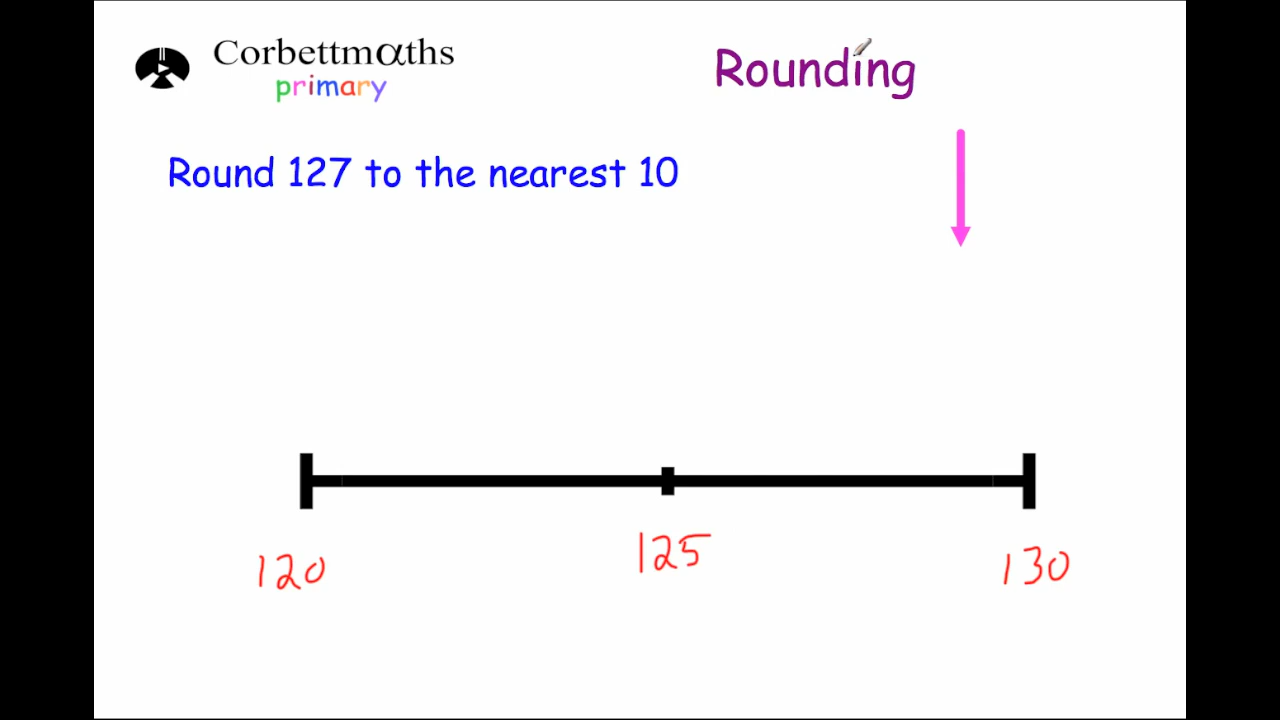 Corbettmαths
primary
Rounding
Round 127 to the nearest 10
120
125
130